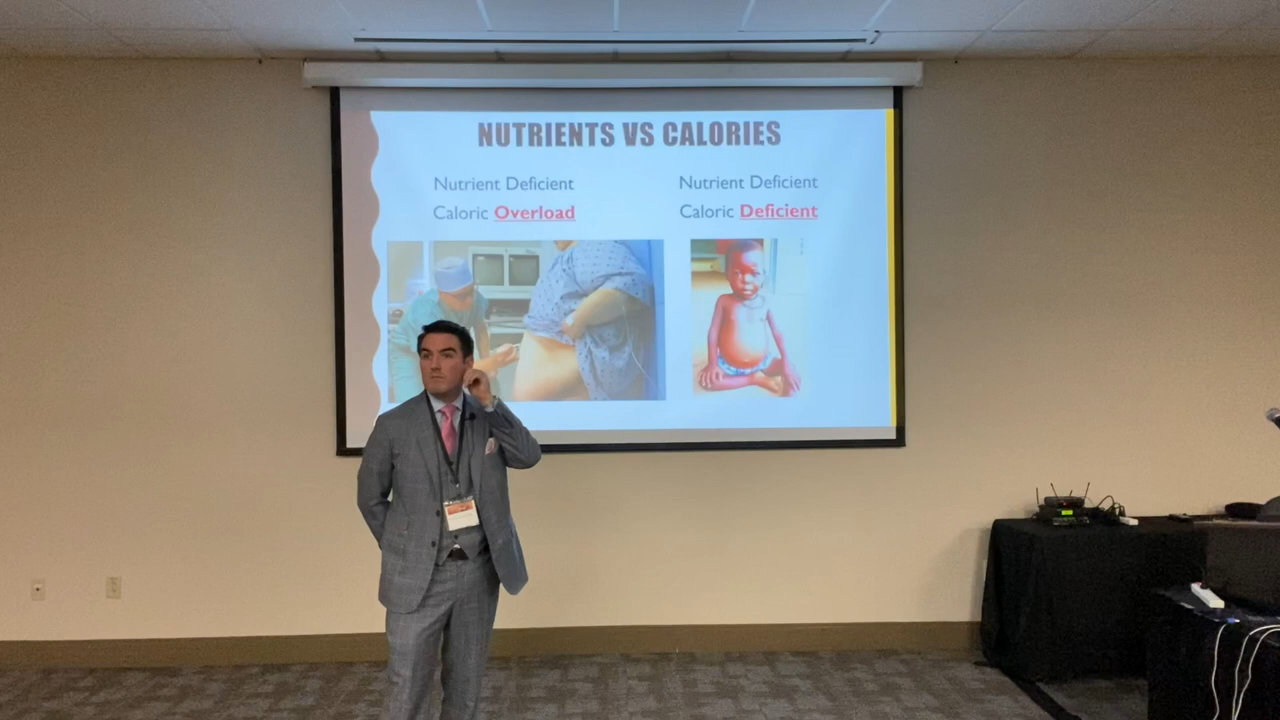 NUTRIENTS VS CALORIES
Nutrient Deficient
Caloric Overload
Nutrient Deficient
Caloric Deficient